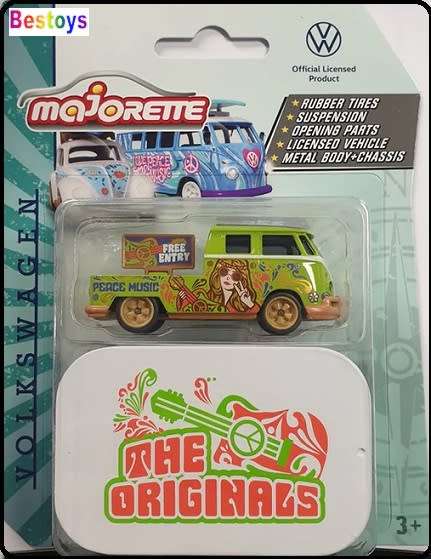 Bestoys
MAJORETTE
Official Licensed
Product
RUBBER TIRES
SUSPENSION
OPENING PARTS
LICENSED VEHICLE
METAL BODY+CHASSIS
VOLKSWAGEN
FREE
ENTRY
PEACE MUSIC
THE
ORIGINALS
3+